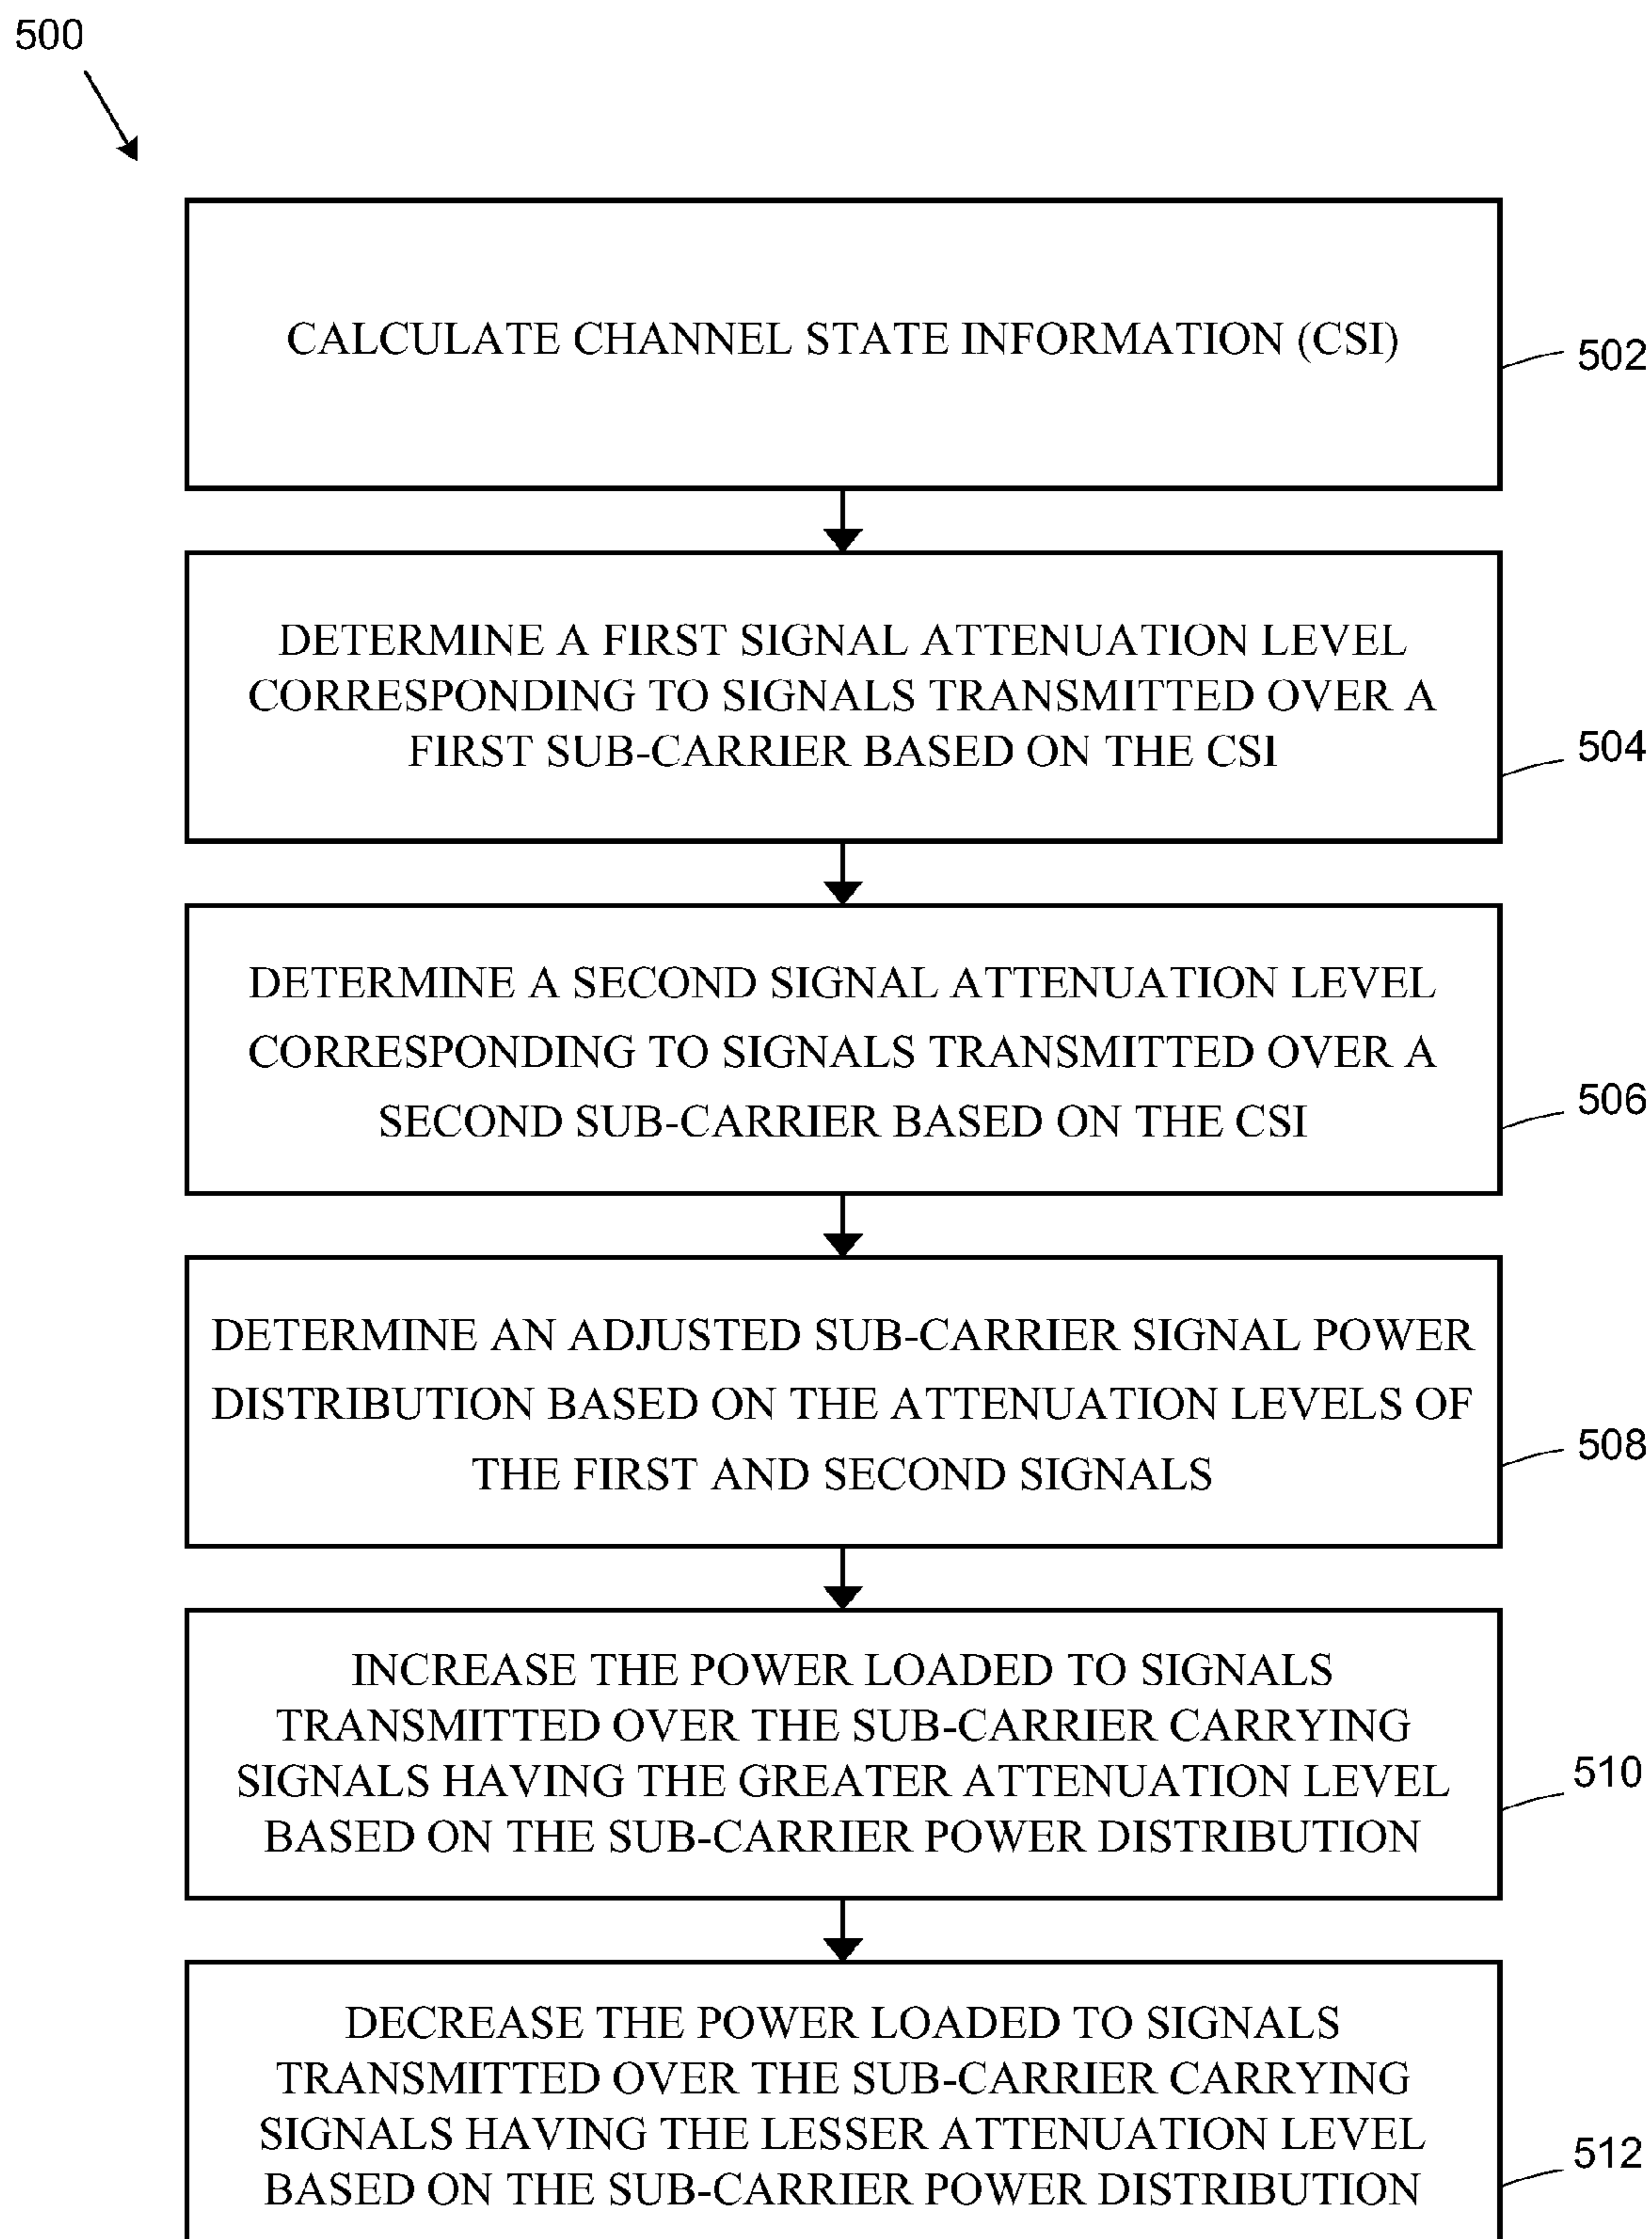 500
CALCULATE CHANNEL STATE INFORMATION (CSI)
502
DETERMINE A FIRST SIGNAL ATTENUATION LEVEL
CORRESPONDING TO SIGNALS TRANSMITTED OVER A
FIRST SUB-CARRIER BASED ON THE CSI
504
DETERMINE A SECOND SIGNAL ATTENUATION LEVEL
CORRESPONDING TO SIGNALS TRANSMITTED OVER A
SECOND SUB-CARRIER BASED ON THE CSI
506
DETERMINE AN ADJUSTED SUB-CARRIER SIGNAL POWER
DISTRIBUTION BASED ON THE ATTENUATION LEVELS OF
THE FIRST AND SECOND SIGNALS
508
INCREASE THE POWER LOADED TO SIGNALS
TRANSMITTED OVER THE SUB-CARRIER CARRYING
SIGNALS HAVING THE GREATER ATTENUATION LEVEL
BASED ON THE SUB-CARRIER POWER DISTRIBUTION
510
DECREASE THE POWER LOADED TO SIGNALS
TRANSMITTED OVER THE SUB-CARRIER CARRYING
SIGNALS HAVING THE LESSER ATTENUATION LEVEL
BASED ON THE SUB-CARRIER POWER DISTRIBUTION
512